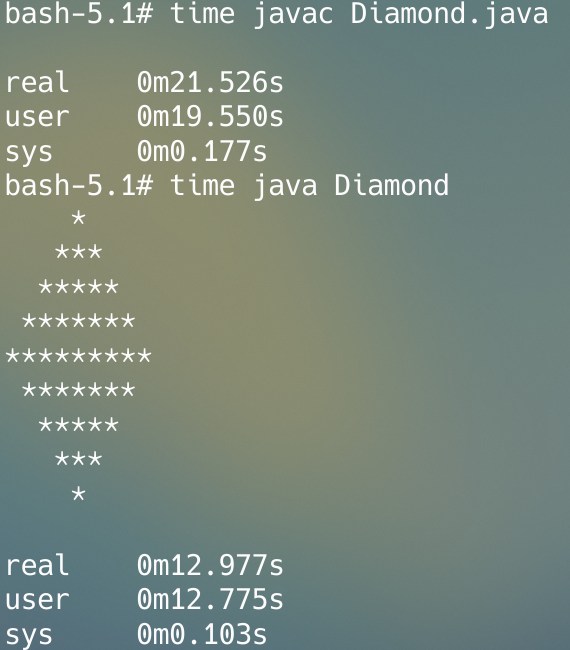 bash-5.1# time javac Diamond.java

real    0m21.526s
user    0m19.550s
sys     0m0.177s
bash-5.1# time java Diamond
    *
   ***
  *****
 *******
*********
 *******
  *****
   ***
    *

real    0m12.977s
user    0m12.775s
sys     0m0.103s